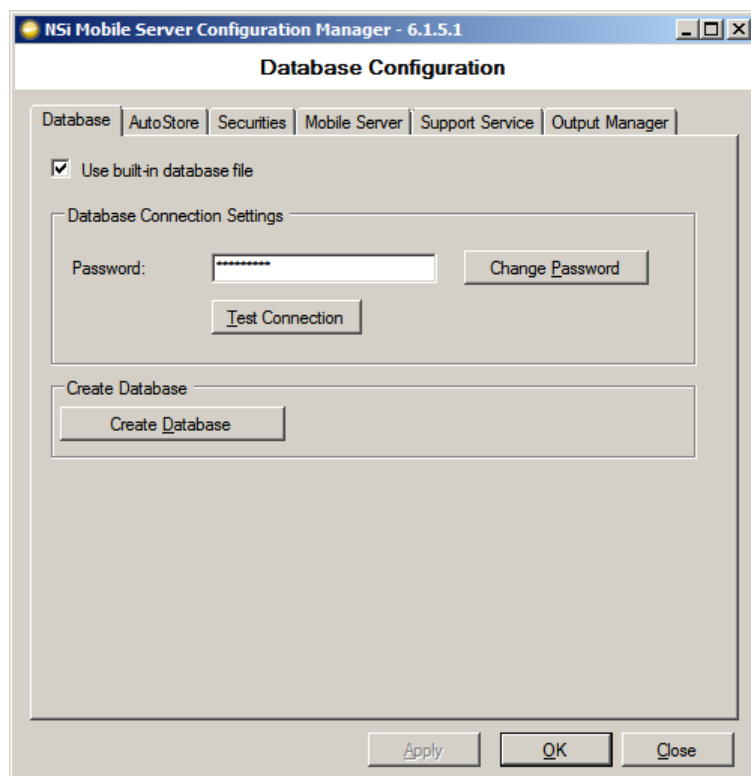 NSi Mobile Server Configuration Manager - 6.1.5.1
Database Configuration
Database AutoStore Securities Mobile Server Support Service Output Manager
Use built-in database file
Database Connection Settings
Password: ********* Change Password
Test Connection
Create Database
Create Database
Apply OK Close